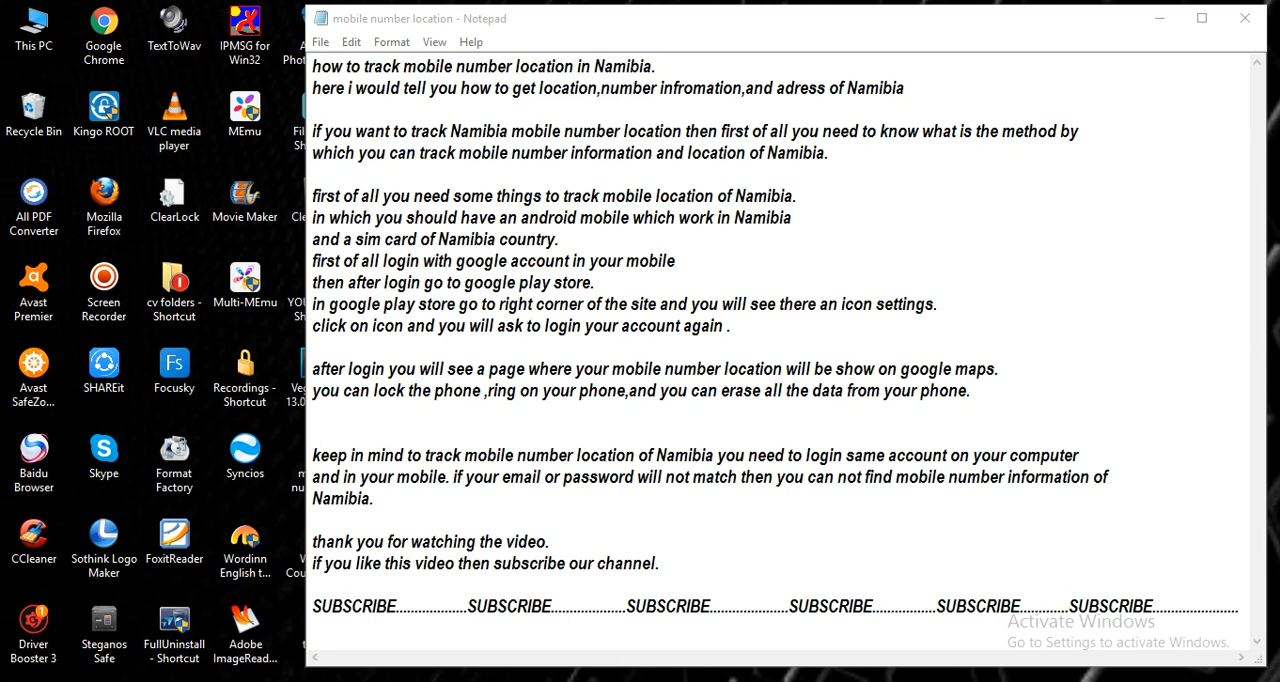 mobile number location - Notepad
File Edit Format View Help
how to track mobile number location in Namibia.
here i would tell you how to get location,number infromation,and adress of Namibia
if you want to track Namibia mobile number location then first of all you need to know what is the method by
which you can track mobile number information and location of Namibia.
first of all you need some things to track mobile location of Namibia.
in which you should have an android mobile which work in Namibia
and a sim card of Namibia country.
first of all login with google account in your mobile
then after login go to google play store.
in google play store go to right corner of the site and you will see there an icon settings.
click on icon and you will ask to login your account again .
after login you will see a page where your mobile number location will be show on google maps.
you can lock the phone ,ring on your phone,and you can erase all the data from your phone.
keep in mind to track mobile number location of Namibia you need to login same account on your computer
and in your mobile. if your email or password will not match then you can not find mobile number information of
Namibia.
thank you for watching the video.
if you like this video then subscribe our channel.
SUBSCRIBE...................SUBSCRIBE....................SUBSCRIBE.....................SUBSCRIBE.................SUBSCRIBE.............SUBSCRIBE.......................
Activate Windows
Go to Settings to activate Windows.
This PC
Google
Chrome
TextToWav
IPMSG for
Win32
Phot
Recycle Bin
Kingo ROOT
VLC media
player
MEmu
Fil
Sh
All PDF
Converter
Mozilla
Firefox
ClearLock
Movie Maker
Cle
Avast
Premier
Screen
Recorder
cv folders -
Shortcut
Multi-MEmu
YOU
Sh
Avast
SafeZo...
SHAREit
Fs
Focusky
Recordings -
Shortcut
Veg
13.0
Baidu
Browser
Skype
Format
Factory
Syncios
m
nu
CCleaner
Sothink Logo
Maker
FoxitReader
Wordinn
English t...
W
Cou
1
Driver
Booster 3
Steganos
Safe
FullUninstall
- Shortcut
Adobe
ImageRead...